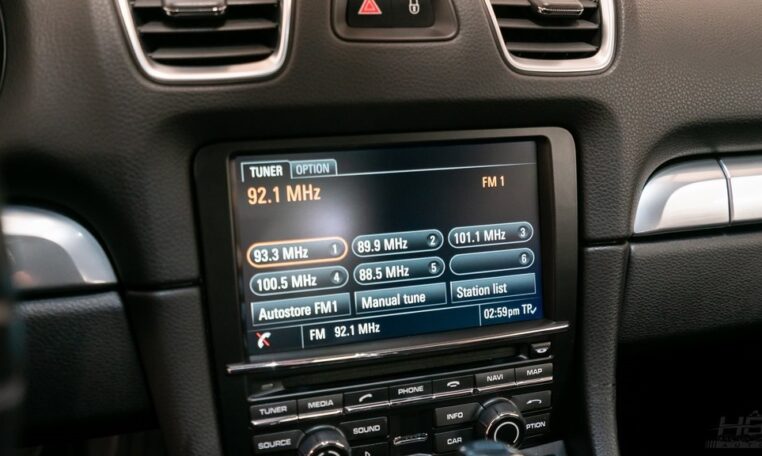 TUNER OPTION
92.1 MHz FM 1
93.3 MHz 1 89.9 MHz 2 101.1 MHz 3
100.5 MHz 4 88.5 MHz 5 6
Autostore FM1 Manual tune Station list
FM 92.1 MHz 02:59pm TP
TUNER MEDIA PHONE NAVI MAP
SOURCE SOUND INFO
CAR OPTION